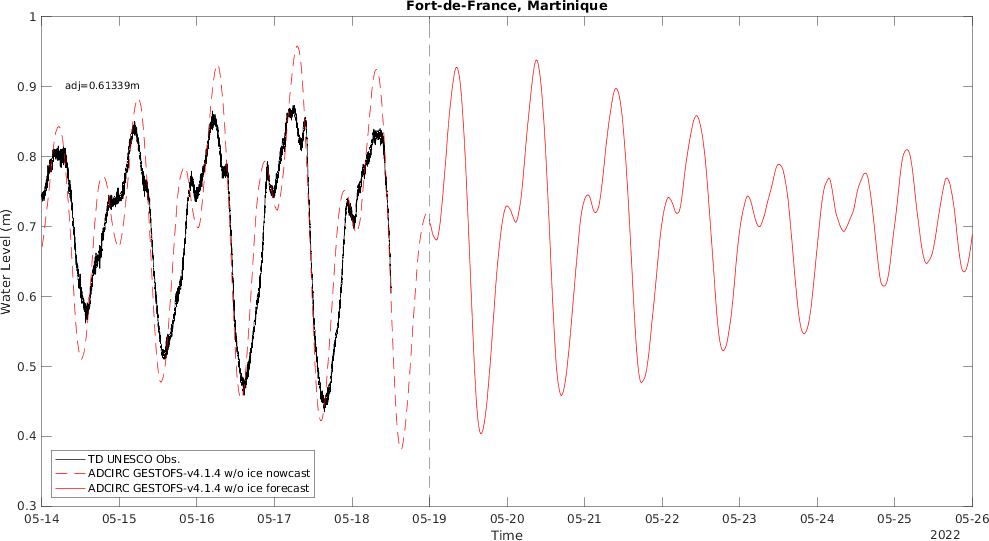 Fort-de-France, Martinique
1
0.9
0.8
0.7
0.6
0.5
0.4
0.3
Water Level (m)
adj=0.61339m
TD UNESCO Obs.
ADCIRC GESTOFS-v4.1.4 w/o ice nowcast
ADCIRC GESTOFS-v4.1.4 w/o ice forecast
05-14 05-15 05-16 05-17 05-18 05-19 05-20 05-21 05-22 05-23 05-24 05-25 05-26
Time
2022